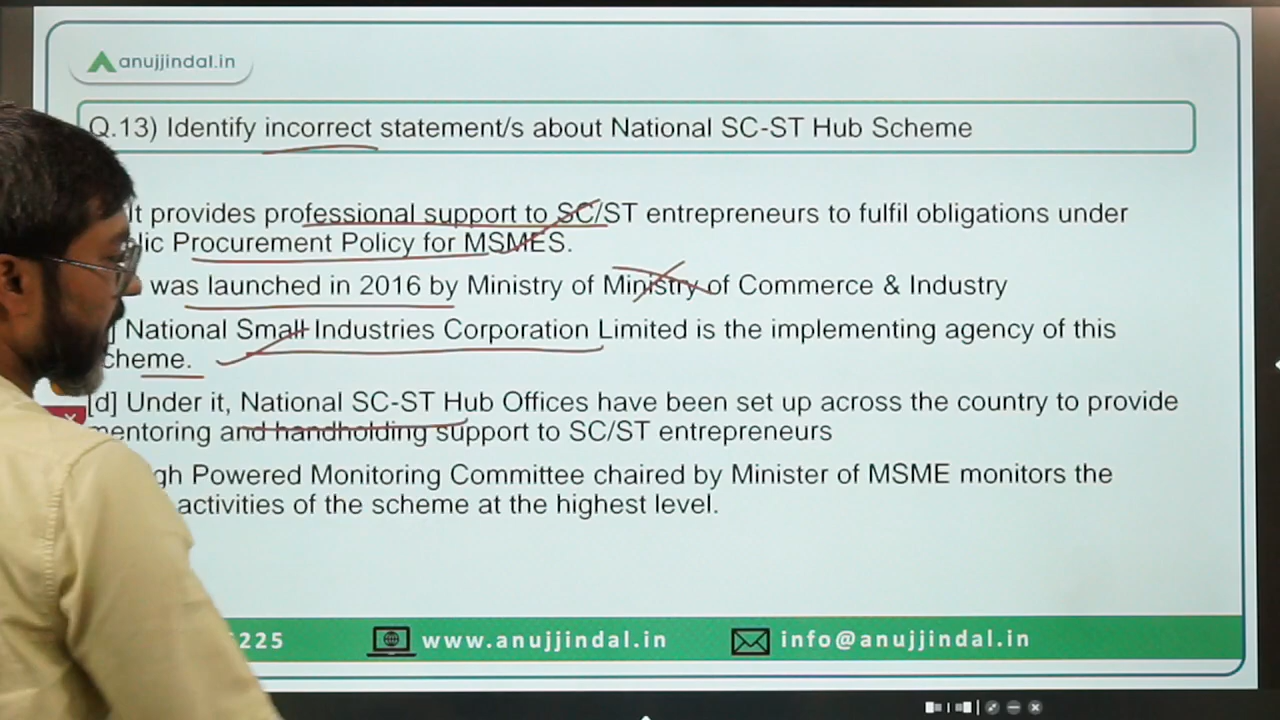 anujjindal.in
Q.13) Identify incorrect statement/s about National SC-ST Hub Scheme
It provides professional support to SC/ST entrepreneurs to fulfil obligations under
Procurement Policy for MSMES.
was launched in 2016 by Ministry of Ministry of Commerce & Industry
National Small Industries Corporation Limited is the implementing agency of this
cheme.
[d] Under it, National SC-ST Hub Offices have been set up across the country to provide
mentoring and handholding support to SC/ST entrepreneurs
Powered Monitoring Committee chaired by Minister of MSME monitors the
activities of the scheme at the highest level.
225 www.anujjindal.in info@anujjindal.in